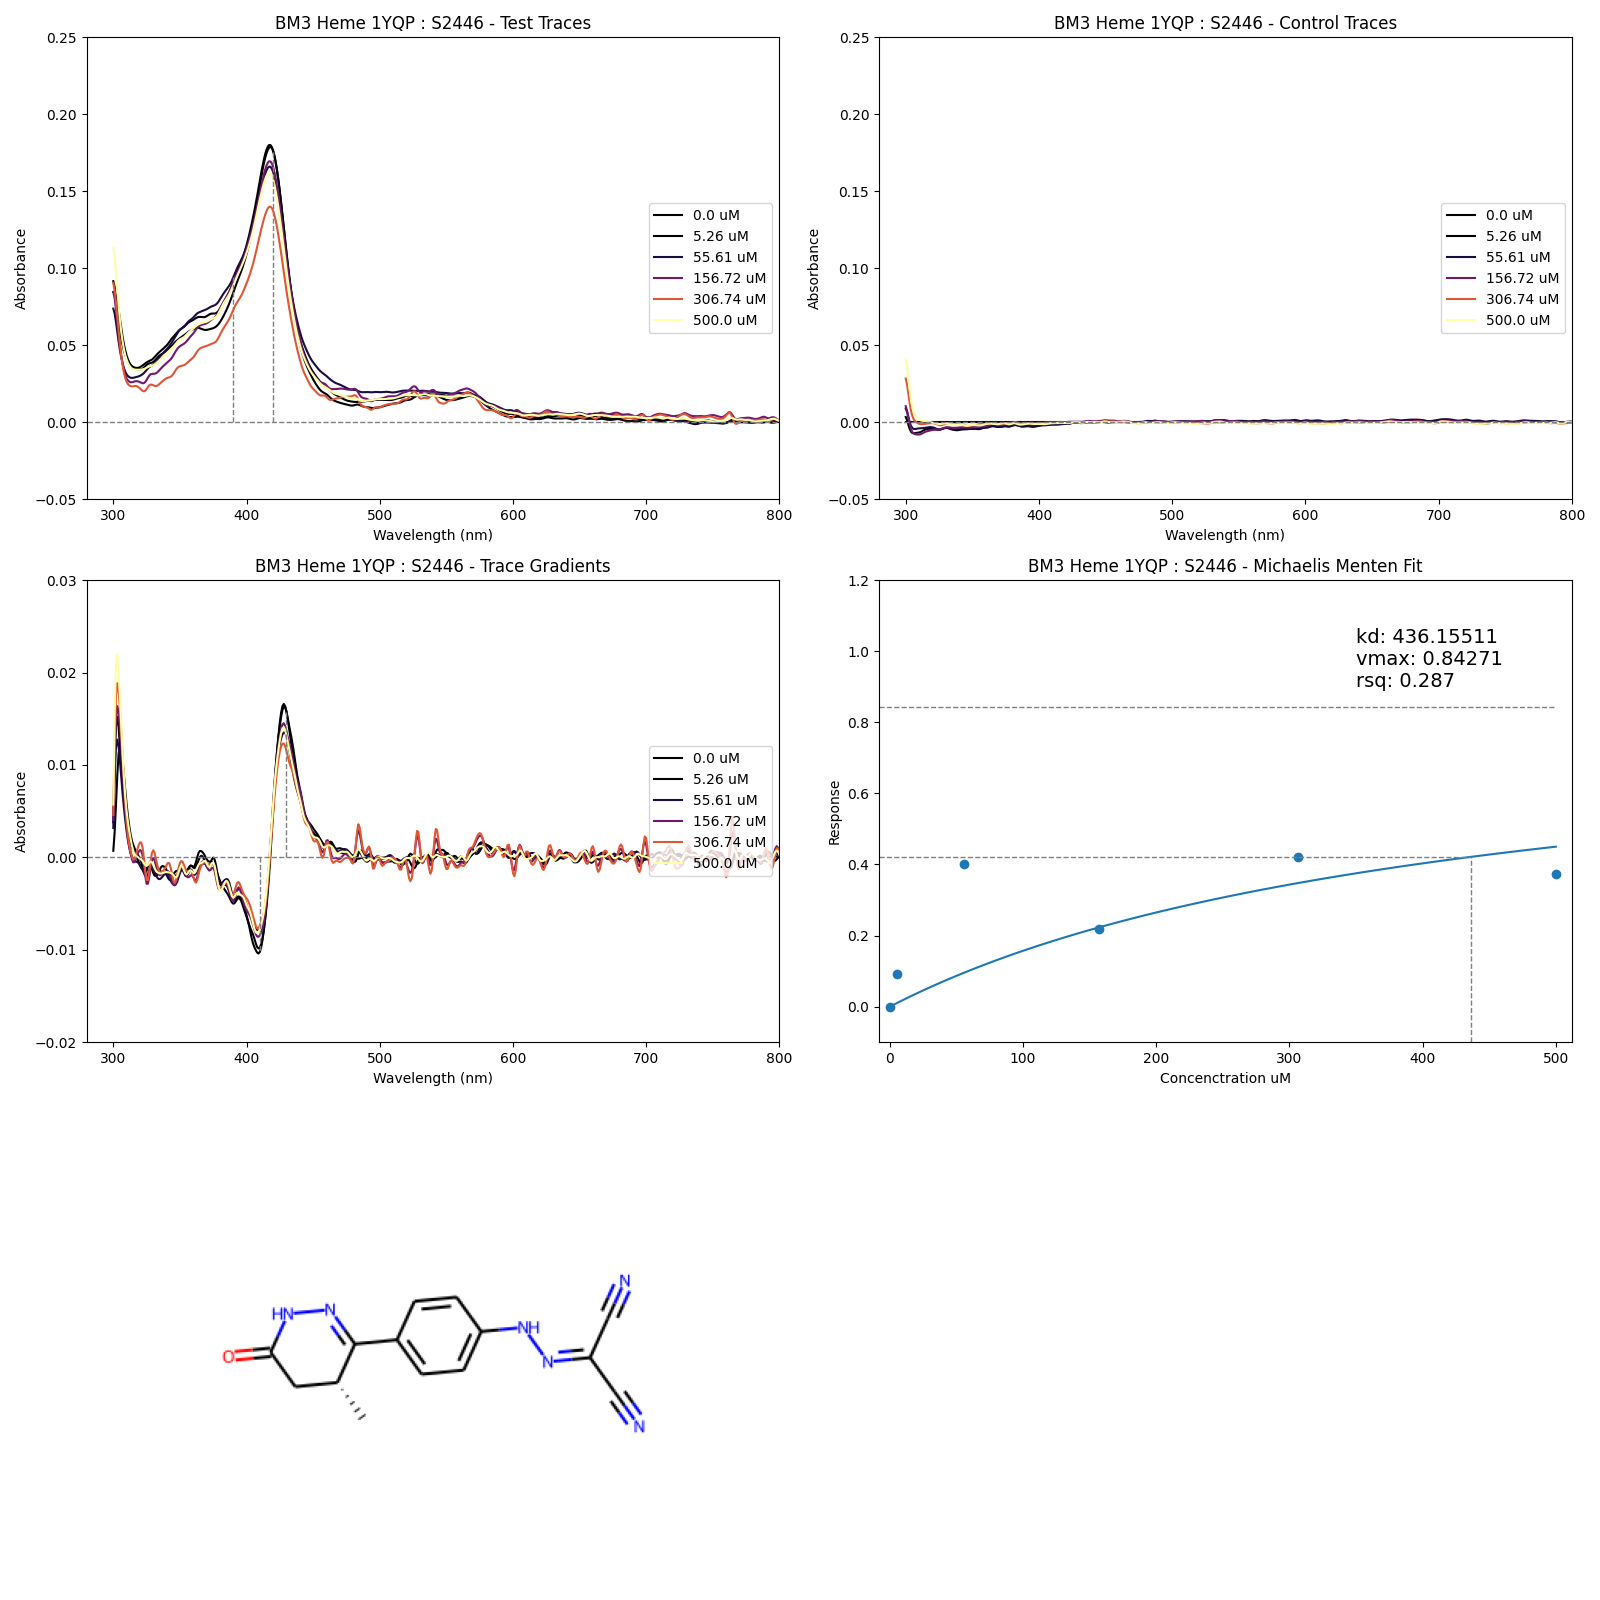 BM3 Heme 1YQP : S2446 - Test Traces
0.25
0.20
0.15
0.10
0.05
0.00
−0.05
Absorbance
300 400 500 600 700 800
Wavelength (nm)
0.0 uM
5.26 uM
55.61 uM
156.72 uM
306.74 uM
500.0 uM
BM3 Heme 1YQP : S2446 - Control Traces
0.25
0.20
0.15
0.10
0.05
0.00
−0.05
Absorbance
300 400 500 600 700 800
Wavelength (nm)
0.0 uM
5.26 uM
55.61 uM
156.72 uM
306.74 uM
500.0 uM
BM3 Heme 1YQP : S2446 - Trace Gradients
0.03
0.02
0.01
0.00
−0.01
−0.02
Absorbance
300 400 500 600 700 800
Wavelength (nm)
0.0 uM
5.26 uM
55.61 uM
156.72 uM
306.74 uM
500.0 uM
BM3 Heme 1YQP : S2446 - Michaelis Menten Fit
1.2
1.0
0.8
0.6
0.4
0.2
0.0
Response
kd: 436.15511
vmax: 0.84271
rsq: 0.287
0 100 200 300 400 500
Concenctration uM
N
HN N
NH
O
N
N